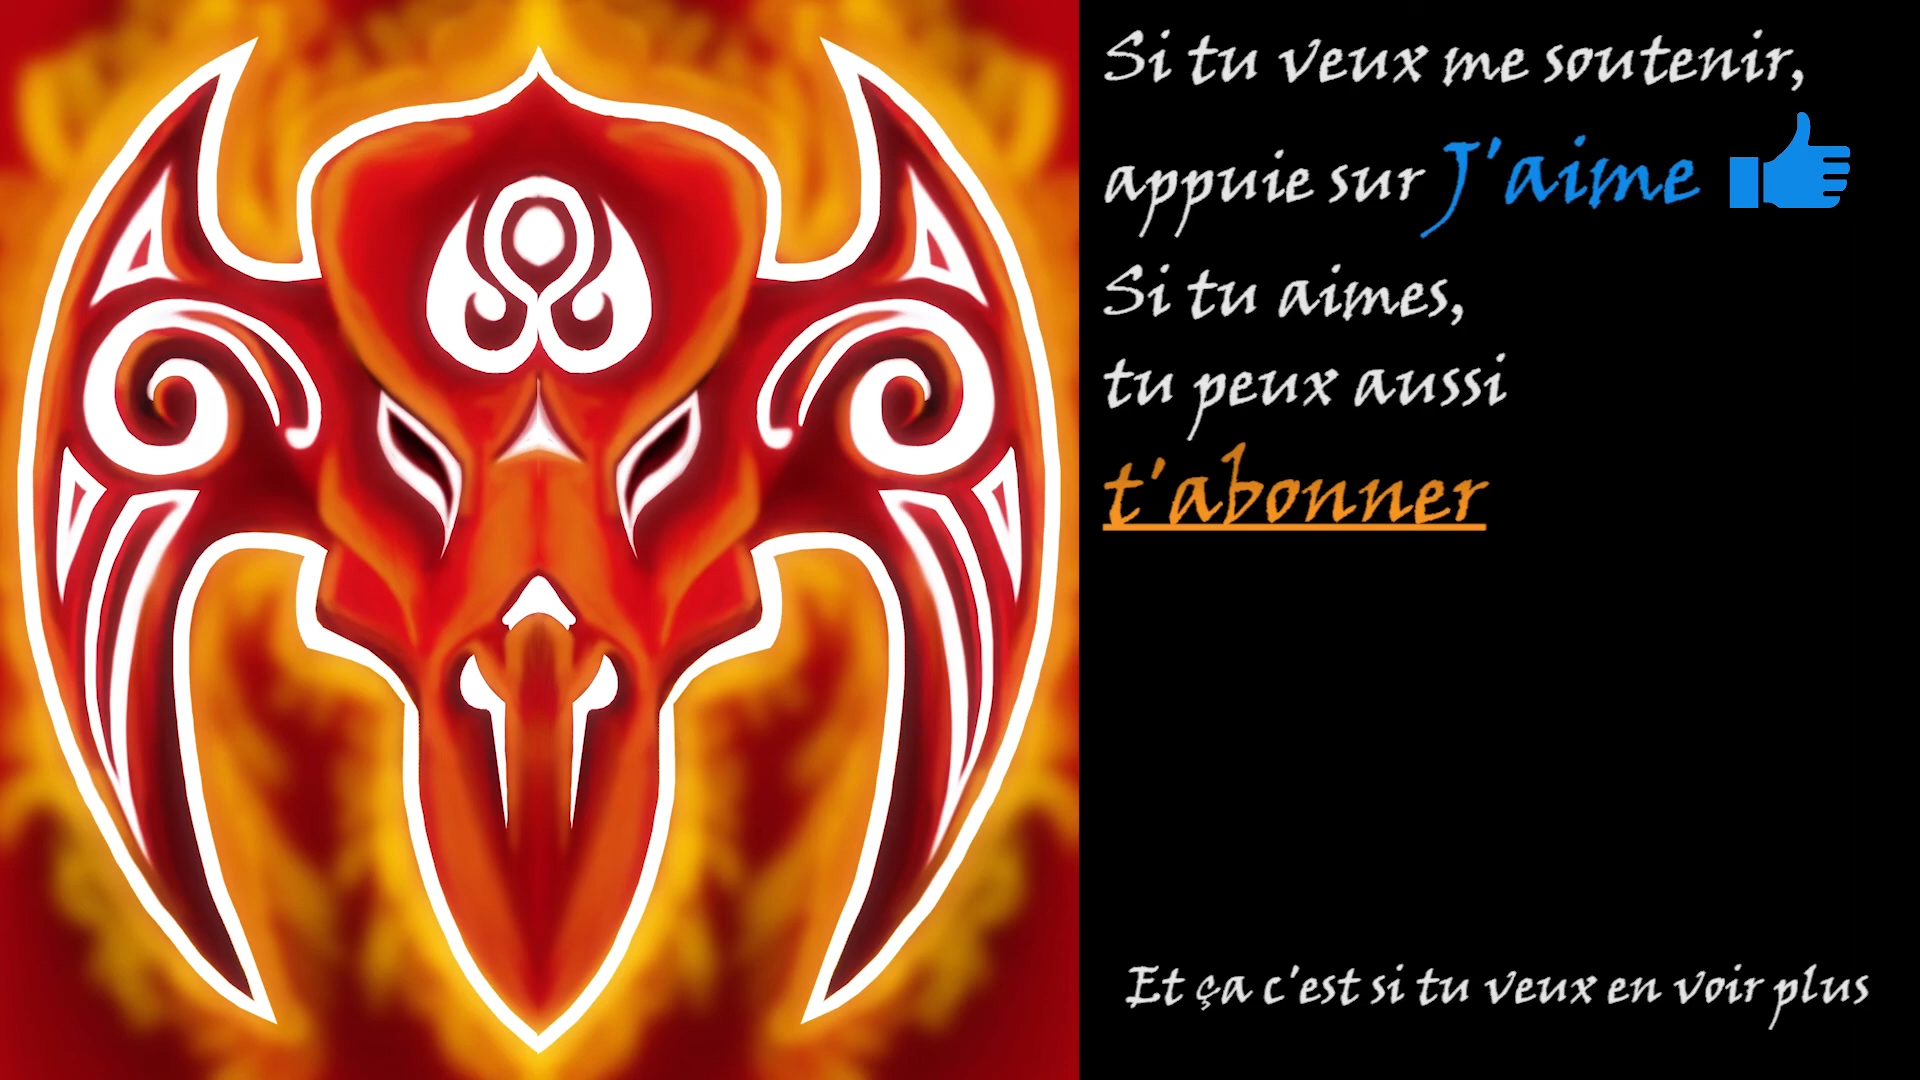 Si tu veux me soutenir,
appuie sur J'aime
Si tu aimes,
tu peux aussi
t'abonner
Et ça c'est si tu veux en voir plus